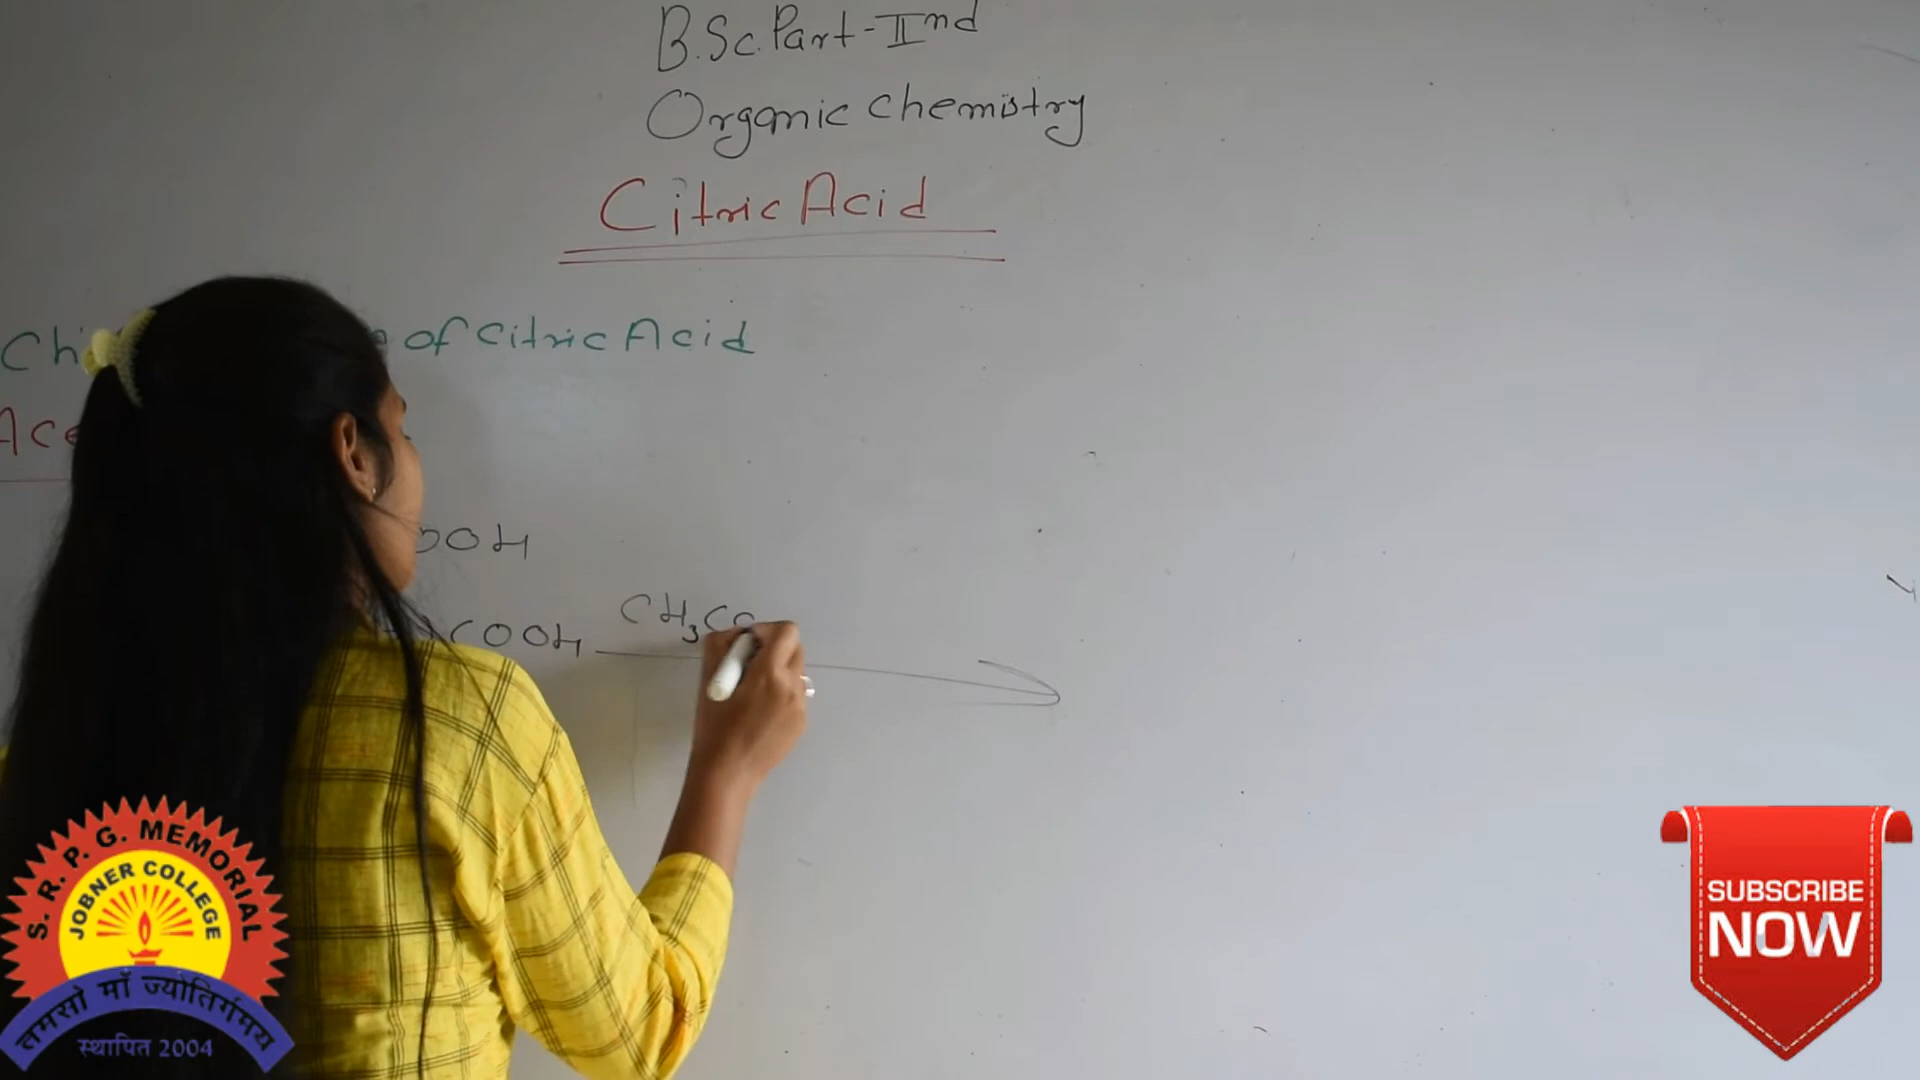 B.Sc. Part-IInd
Organic Chemistry
Citric Acid
of Citric Acid
OOH
COOH
CH3CO
S. R. P. G. MEMORIAL
JOBNER COLLEGE
तमसो माँ ज्योतिर्गमय
स्थापित 2004
SUBSCRIBE
NOW